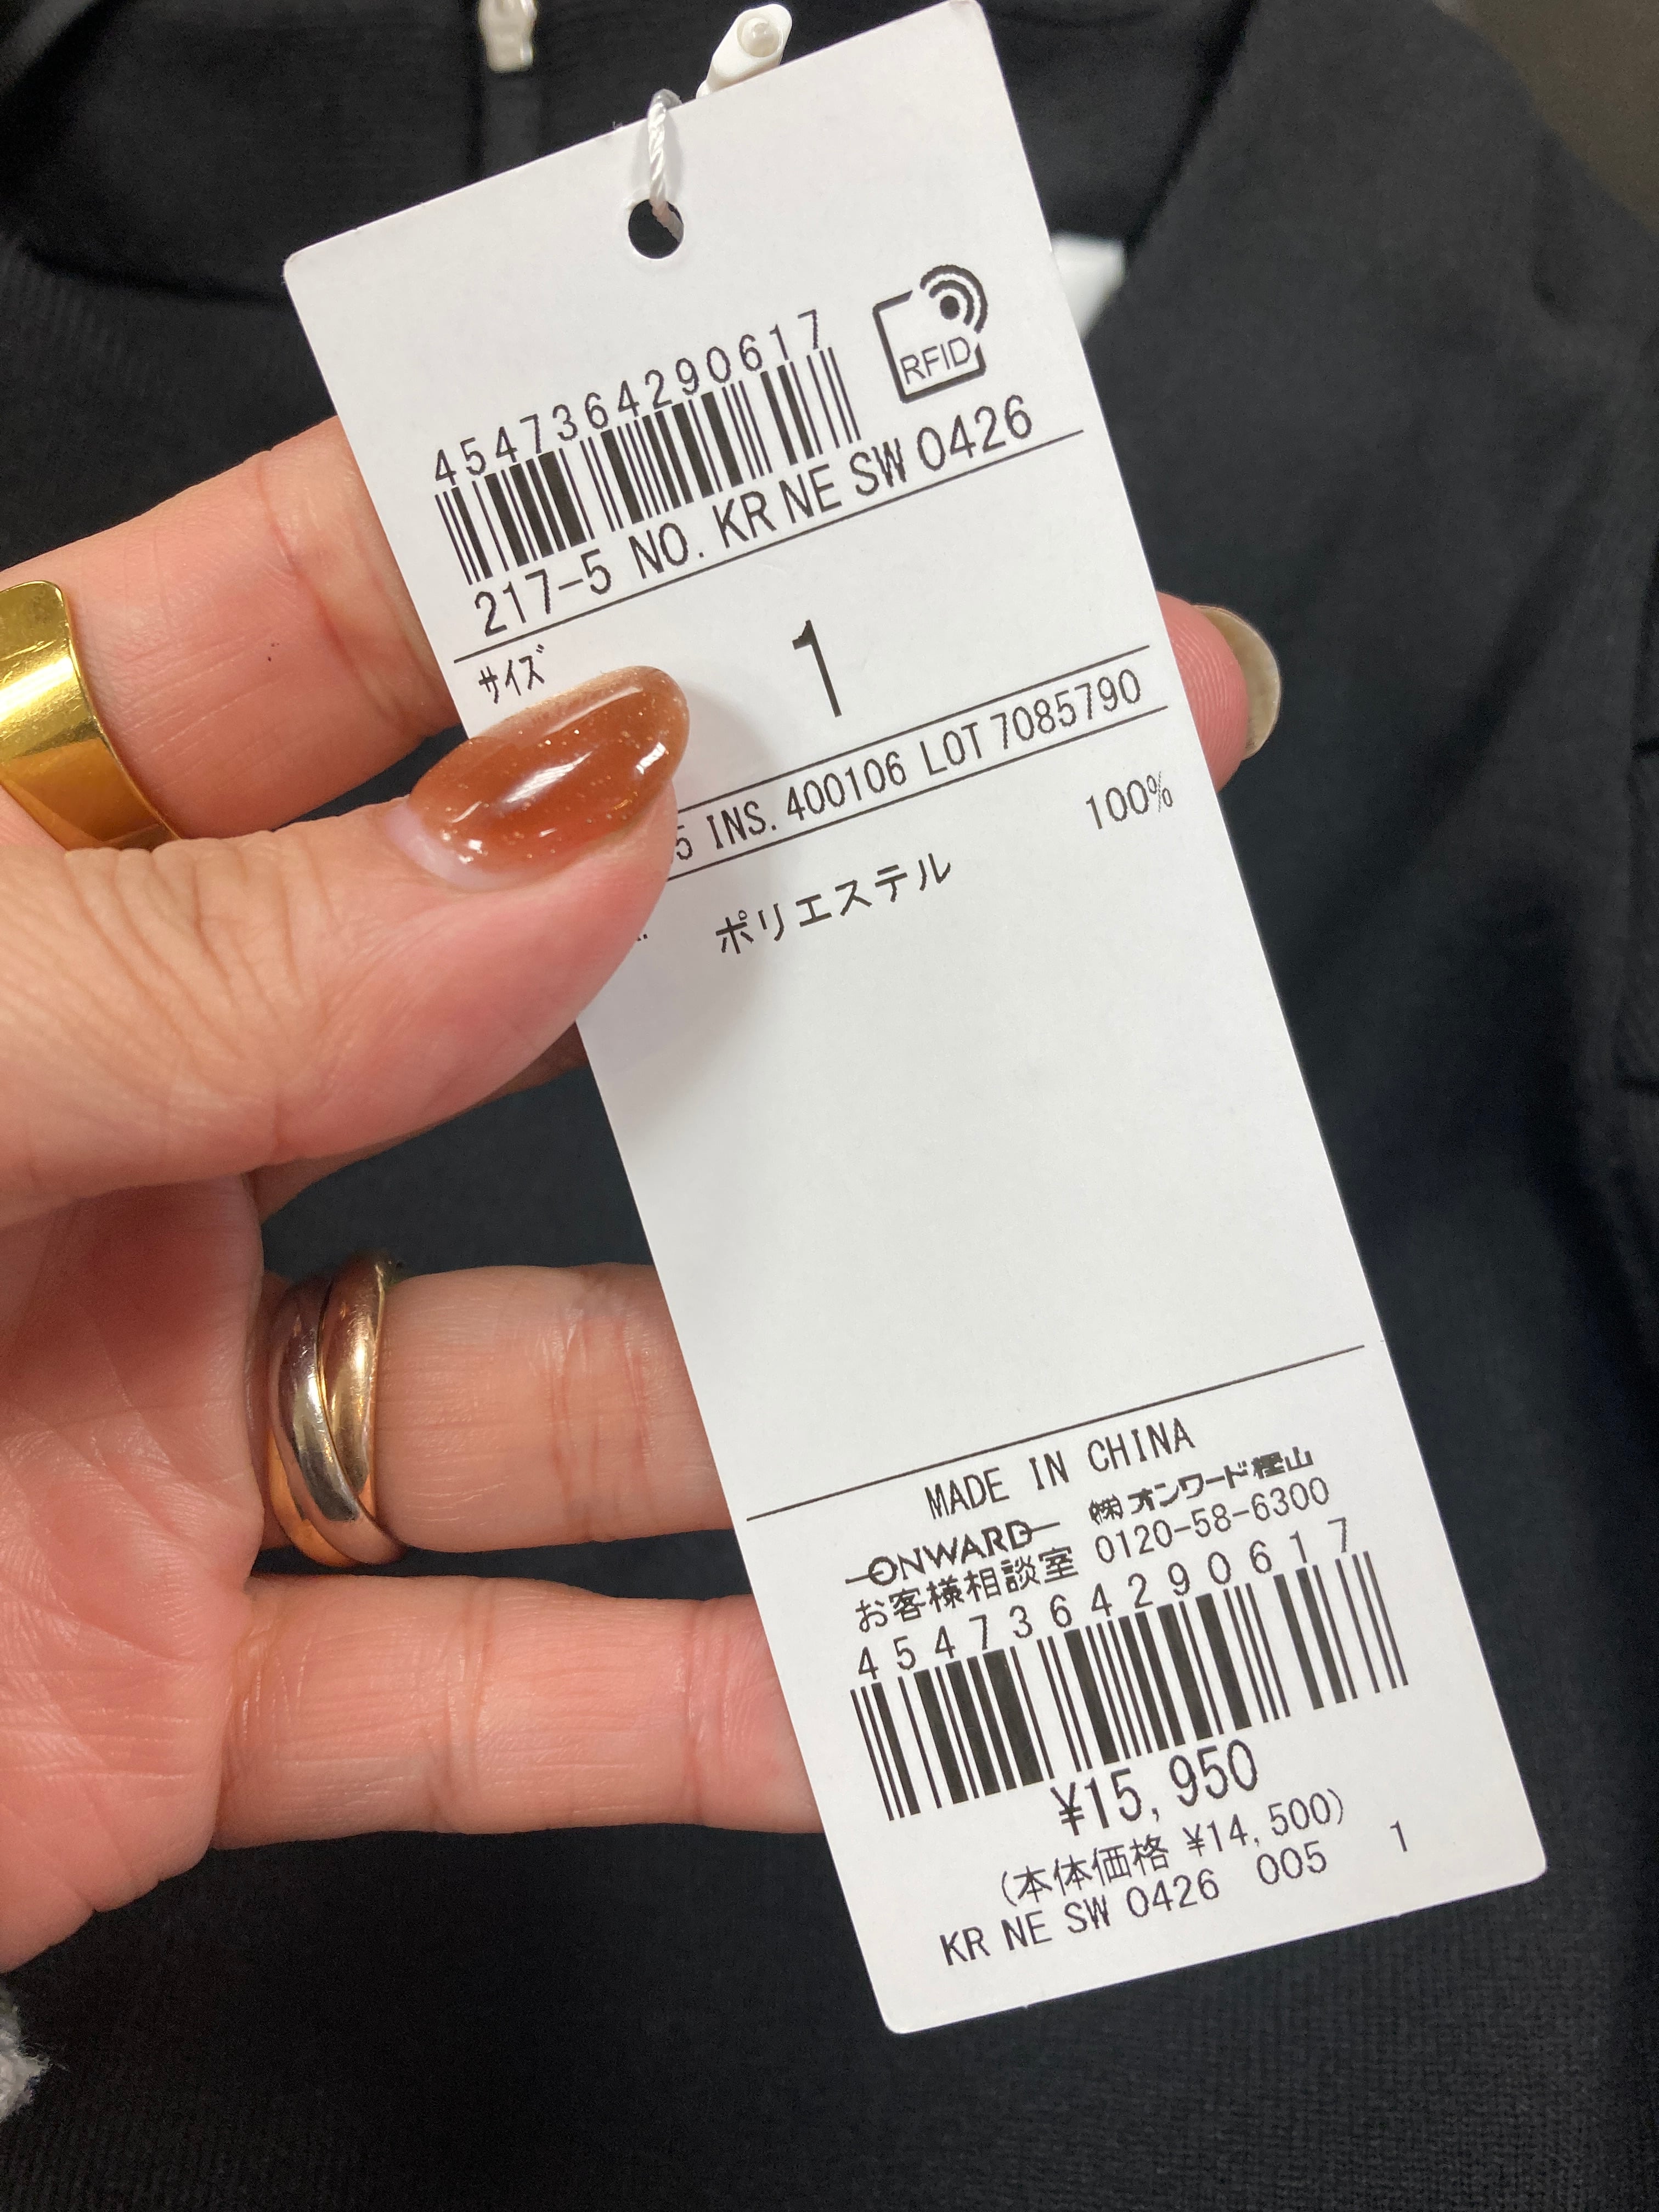 4547364290617
RFID
217-5 NO. KR NE SW 0426
サイズ
1
5 INS. 400106 LOT 7085790
ポリエステル 100%
MADE IN CHINA
ONWARD ㈱オンワード樫山
お客様相談室 0120-58-6300
4547364290617
¥15,950
(本体価格 ¥14,500)
KR NE SW 0426 005 1